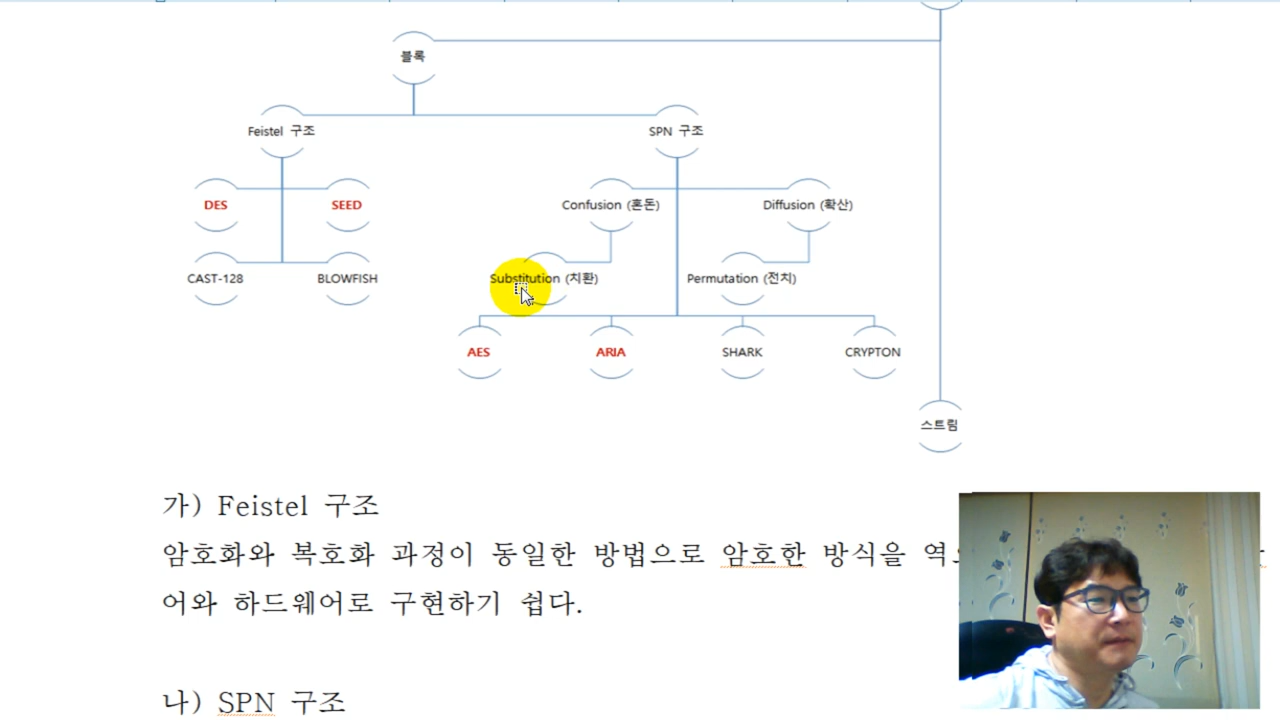 블록
Feistel 구조
SPN 구조
DES
SEED
Confusion (혼돈)
Diffusion (확산)
CAST-128
BLOWFISH
Substitution (치환)
Permutation (전치)
AES
ARIA
SHARK
CRYPTON
스트림
가) Feistel 구조
암호화와 복호화 과정이 동일한 방법으로 암호한 방식을
어와 하드웨어로 구현하기 쉽다.
나) SPN 구조